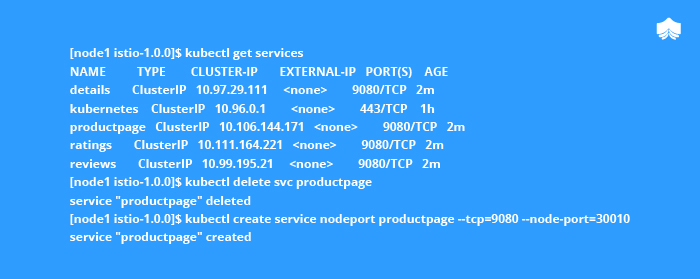 [node1 istio-1.0.0]$ kubectl get services
NAME TYPE CLUSTER-IP EXTERNAL-IP PORT(S) AGE
details ClusterIP 10.97.29.111 <none> 9080/TCP 2m
kubernetes ClusterIP 10.96.0.1 <none> 443/TCP 1h
productpage ClusterIP 10.106.144.171 <none> 9080/TCP 2m
ratings ClusterIP 10.111.164.221 <none> 9080/TCP 2m
reviews ClusterIP 10.99.195.21 <none> 9080/TCP 2m
[node1 istio-1.0.0]$ kubectl delete svc productpage
service "productpage" deleted
[node1 istio-1.0.0]$ kubectl create service nodeport productpage --tcp=9080 --node-port=30010
service "productpage" created